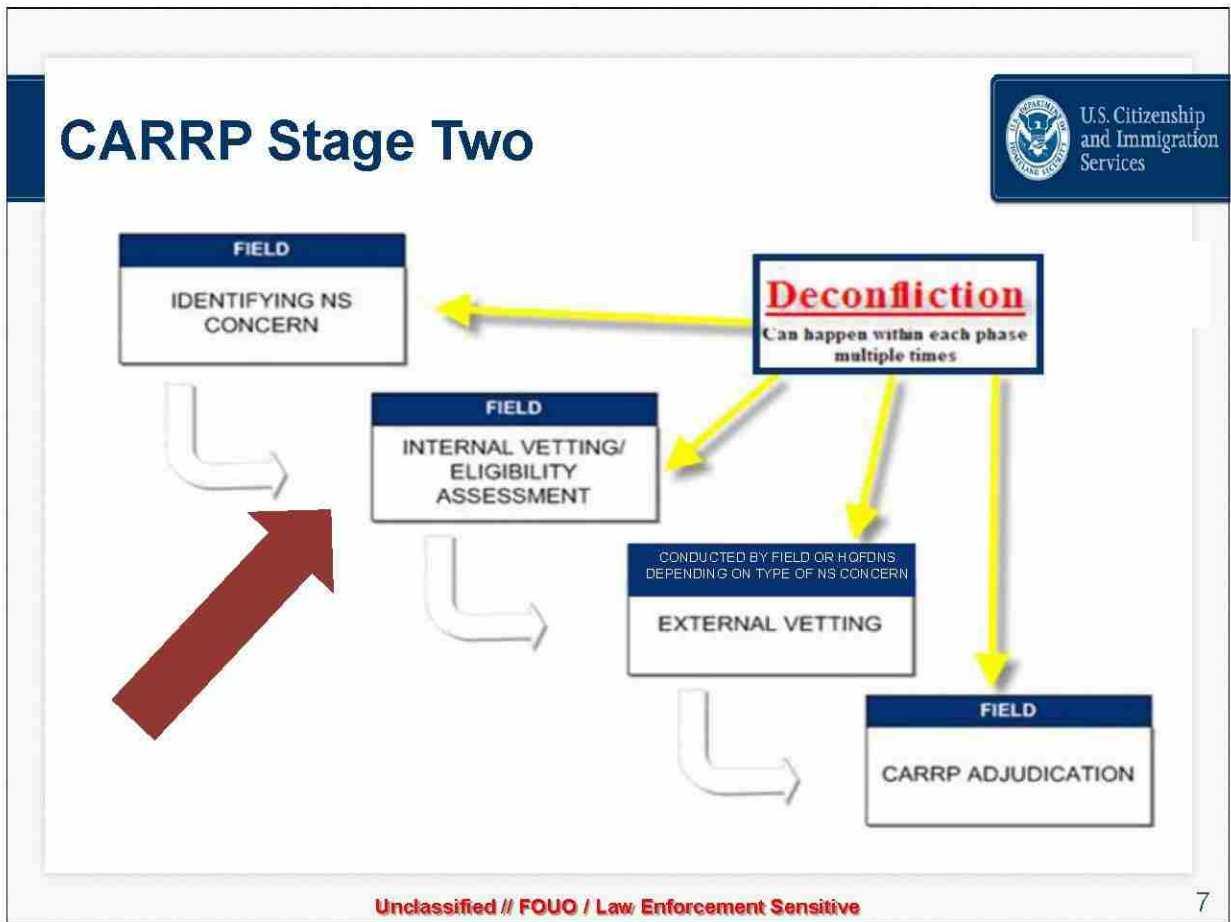 CARRP Stage Two
U.S. Citizenship
and Immigration
Services
FIELD
IDENTIFYING NS
CONCERN
Deconfliction
Can happen within each phase
multiple times
FIELD
INTERNAL VETTING/
ELIGIBILITY
ASSESSMENT
CONDUCTED BY FIELD OR HQFDNS
DEPENDING ON TYPE OF NS CONCERN
EXTERNAL VETTING
FIELD
CARRP ADJUDICATION
Unclassified // FOUO / Law Enforcement Sensitive
7